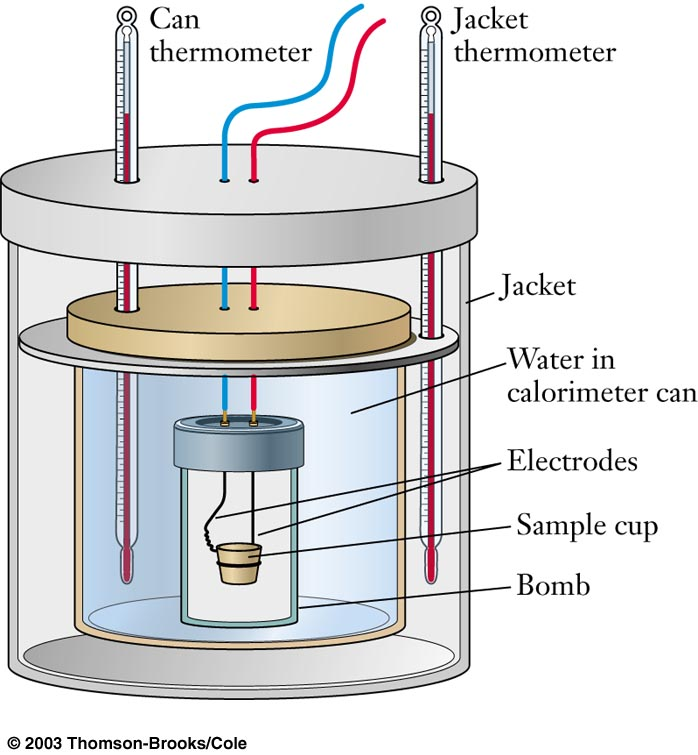 Can
thermometer
Jacket
thermometer
Jacket
Water in
calorimeter can
Electrodes
Sample cup
Bomb
© 2003 Thomson-Brooks/Cole